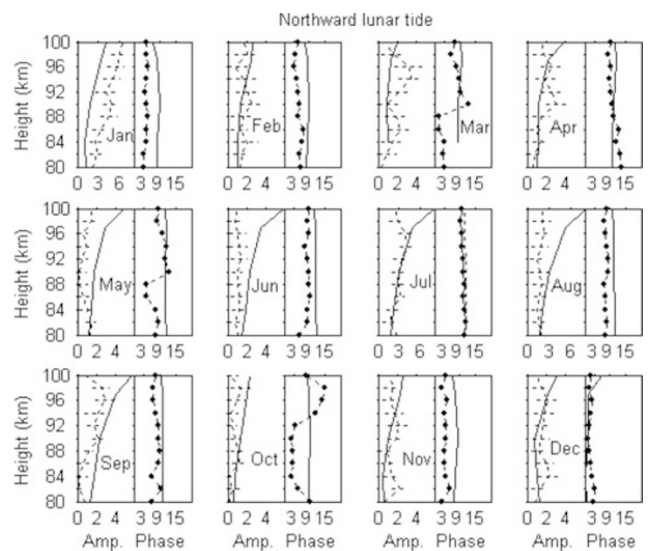 Northward lunar tide
Height (km)
100
96
92
88
84
80
Jan
Feb
Mar
Apr
0 3 6 3 9 15
0 2 4 3 9 15
0 2 4 3 9 15
0 2 4 3 9 15
Height (km)
100
96
92
88
84
80
May
Jun
Jul
Aug
0 2 4 3 9 15
0 2 4 3 9 15
0 3 6 3 9 15
0 3 6 3 9 15
Height (km)
100
96
92
88
84
80
Sep
Oct
Nov
Dec
0 2 4 3 9 15
0 2 4 3 9 15
0 2 4 3 9 15
0 2 4 3 9 15
Amp. Phase
Amp. Phase
Amp. Phase
Amp. Phase